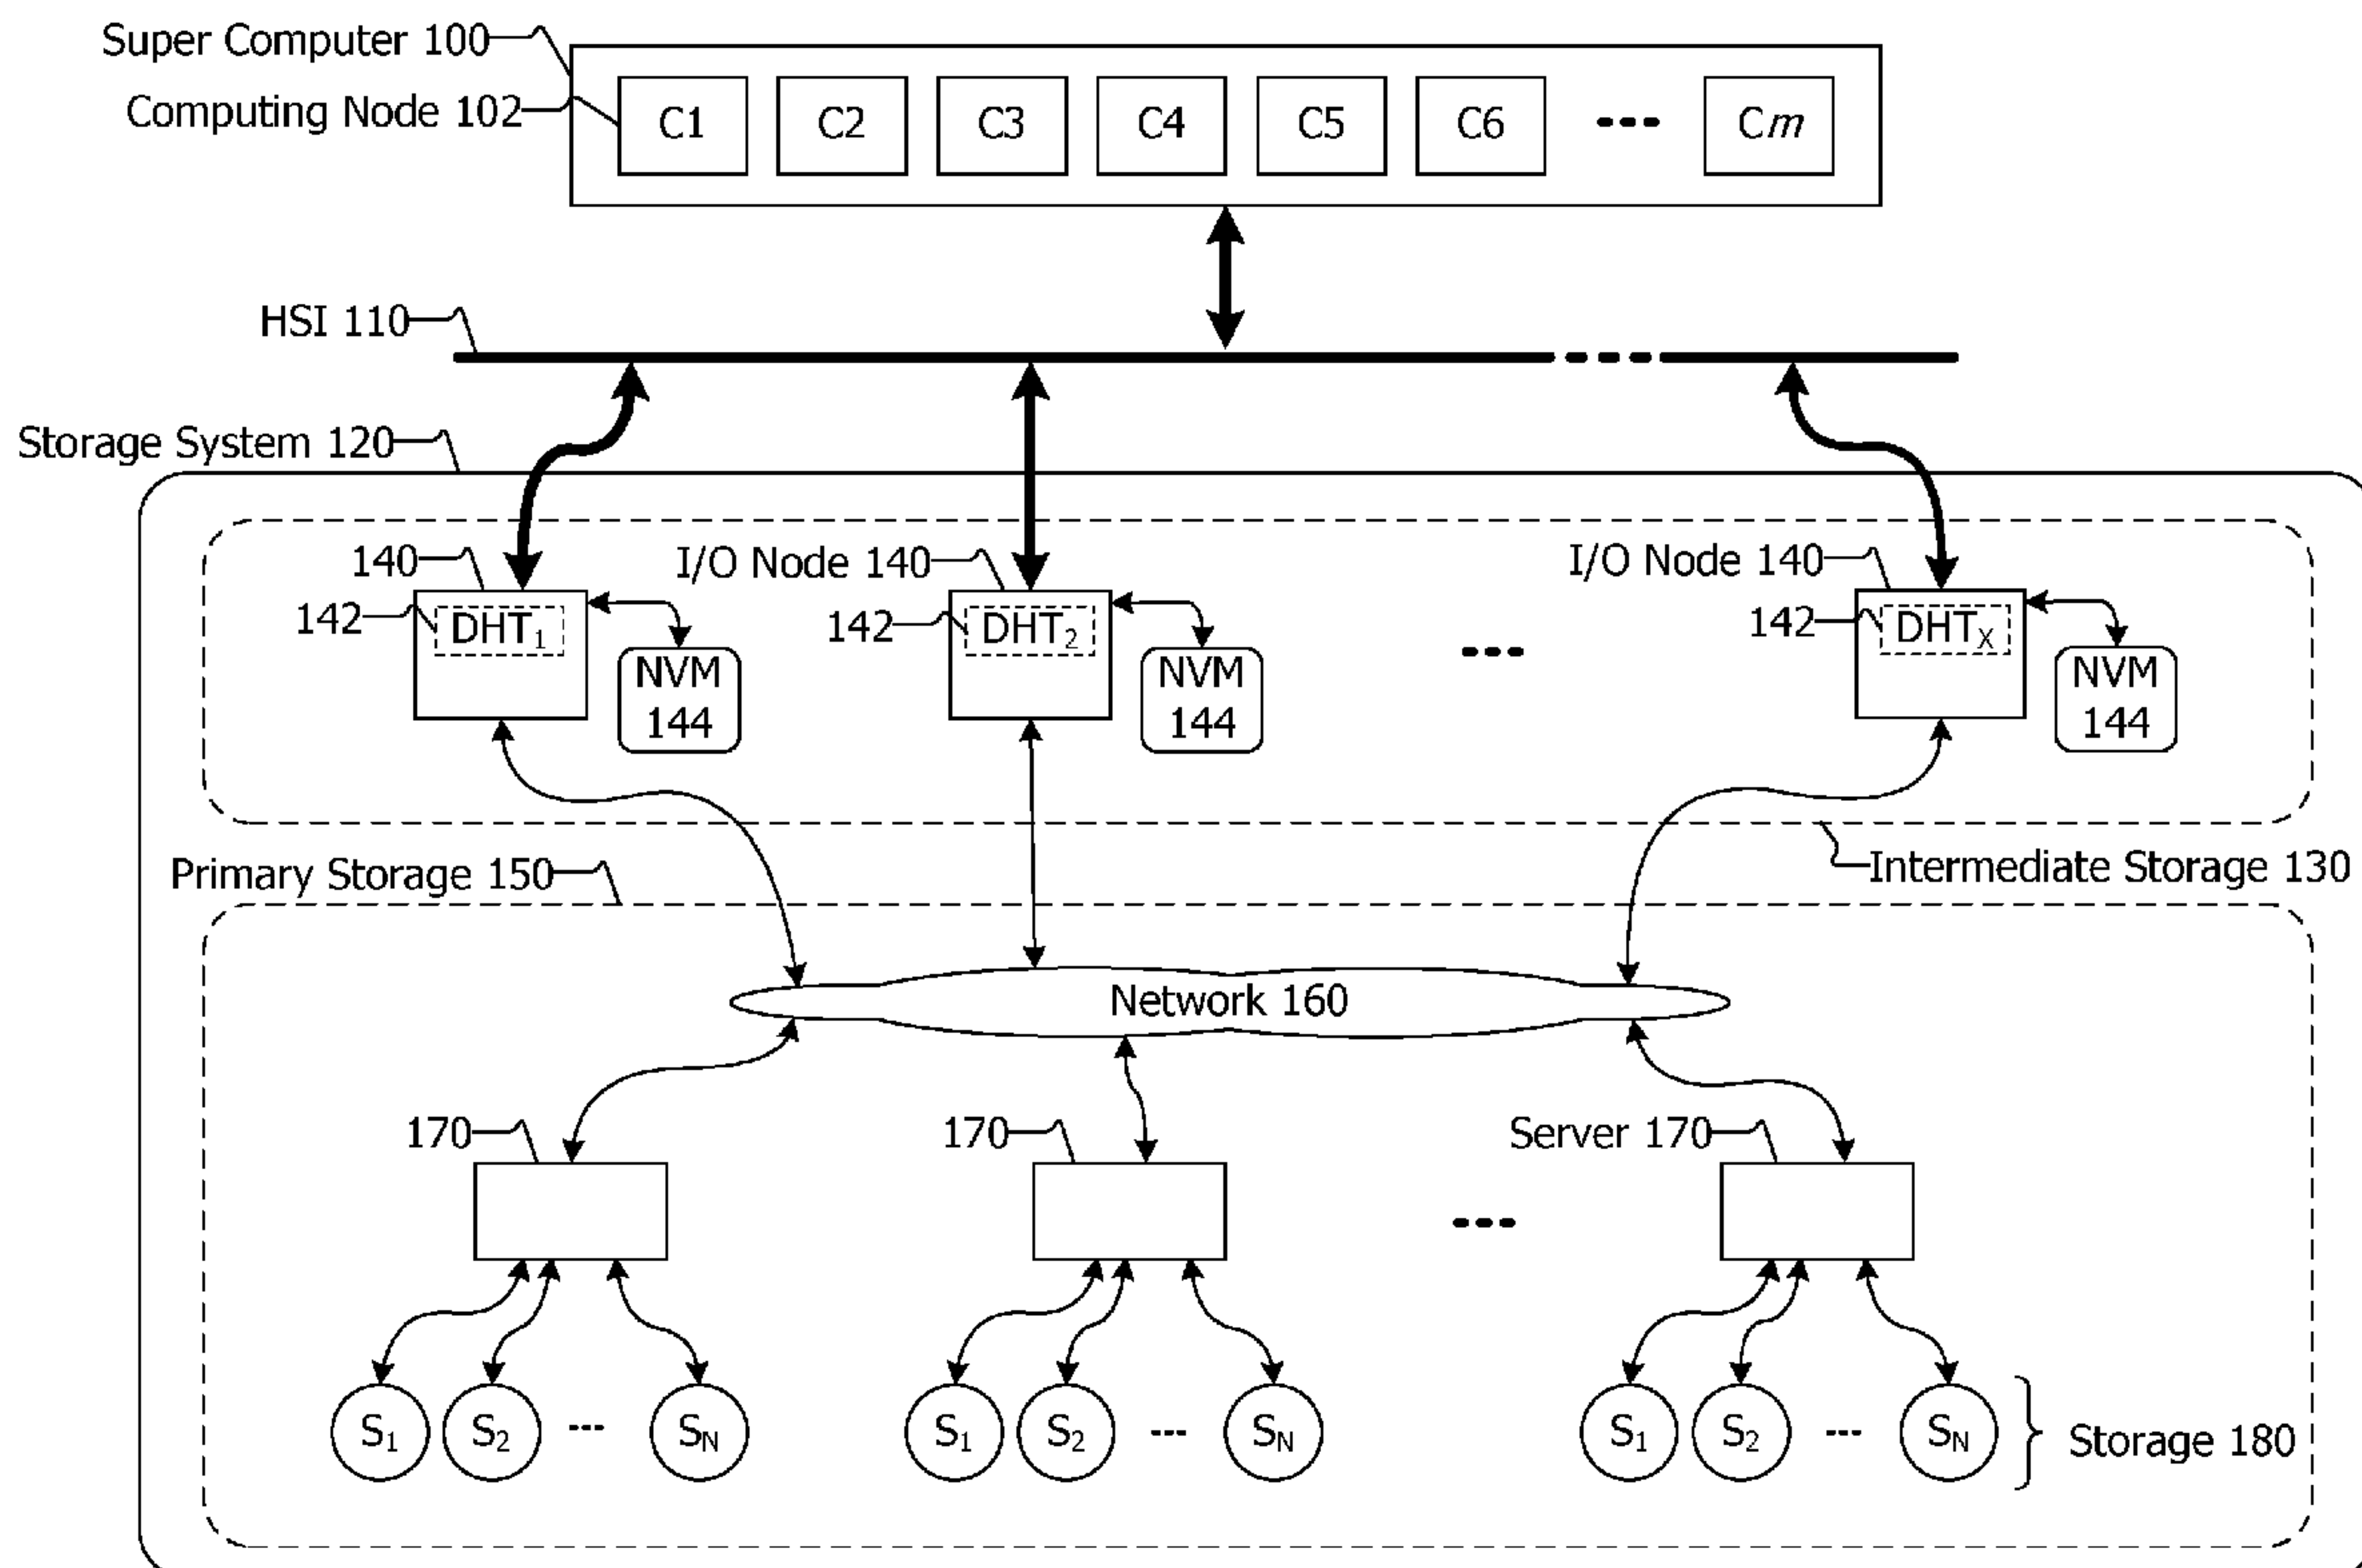 Super Computer 100
Computing Node 102
C1 C2 C3 C4 C5 C6 --- Cm
HSI 110
Storage System 120
140 I/O Node 140 I/O Node 140
142 DHT1 142 DHT2 142 DHTX
NVM NVM NVM
144 144 --- 144
Primary Storage 150 Intermediate Storage 130
Network 160
170 170 Server 170
---
S1 S2 --- SN S1 S2 --- SN S1 S2 --- SN Storage 180